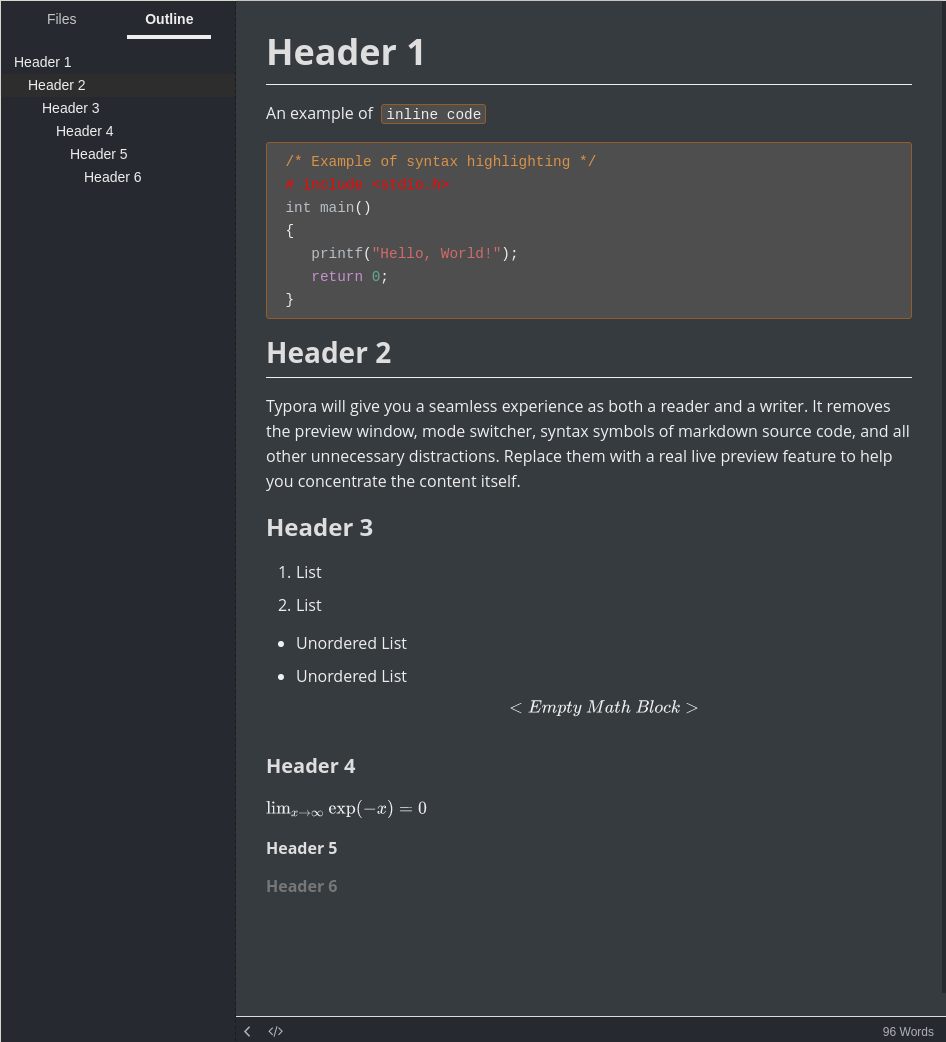 Files Outline
Header 1
Header 2
Header 3
Header 4
Header 5
Header 6
Header 1
An example of inline code
/* Example of syntax highlighting */
# include <stdio.h>
int main()
{
printf("Hello, World!");
return 0;
}
Header 2
Typora will give you a seamless experience as both a reader and a writer. It removes
the preview window, mode switcher, syntax symbols of markdown source code, and all
other unnecessary distractions. Replace them with a real live preview feature to help
you concentrate the content itself.
Header 3
1. List
2. List
• Unordered List
• Unordered List
< Empty Math Block >
Header 4
lim x→∞ exp(−x) = 0
Header 5
Header 6
< </> 96 Words